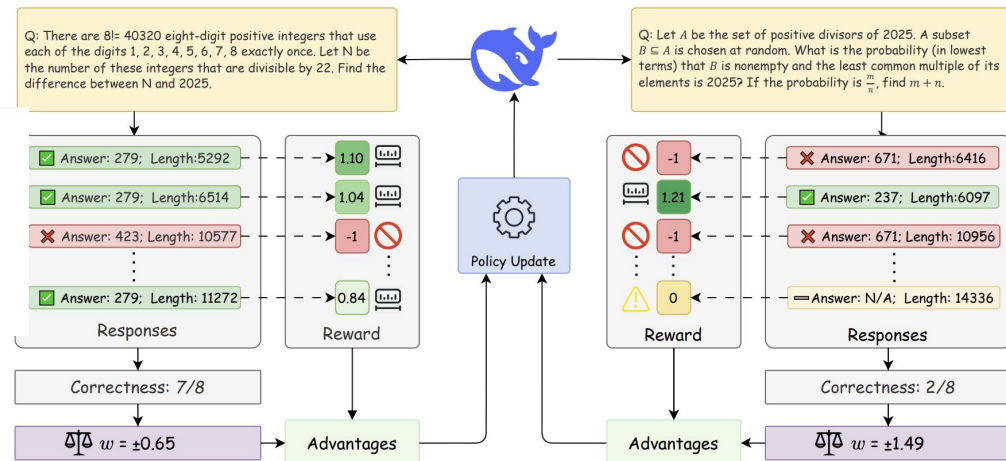 Q: There are 8!= 40320 eight-digit positive integers that use
each of the digits 1, 2, 3, 4, 5, 6, 7, 8 exactly once. Let N be
the number of these integers that are divisible by 22. Find the
difference between N and 2025.
Q: Let A be the set of positive divisors of 2025. A subset
B ⊆ A is chosen at random. What is the probability (in lowest
terms) that B is nonempty and the least common multiple of its
elements is 2025? If the probability is m/n, find m + n.
Answer: 279; Length:5292
Answer: 279; Length:6514
Answer: 423; Length: 10577
Answer: 279; Length: 11272
Responses
1.10
1.04
-1
0.84
Reward
Policy Update
-1
1.21
-1
0
Reward
Answer: 671; Length:6416
Answer: 237; Length:6097
Answer: 671; Length: 10956
Answer: N/A; Length: 14336
Responses
Correctness: 7/8
w = ±0.65
Advantages
Advantages
Correctness: 2/8
w = ±1.49